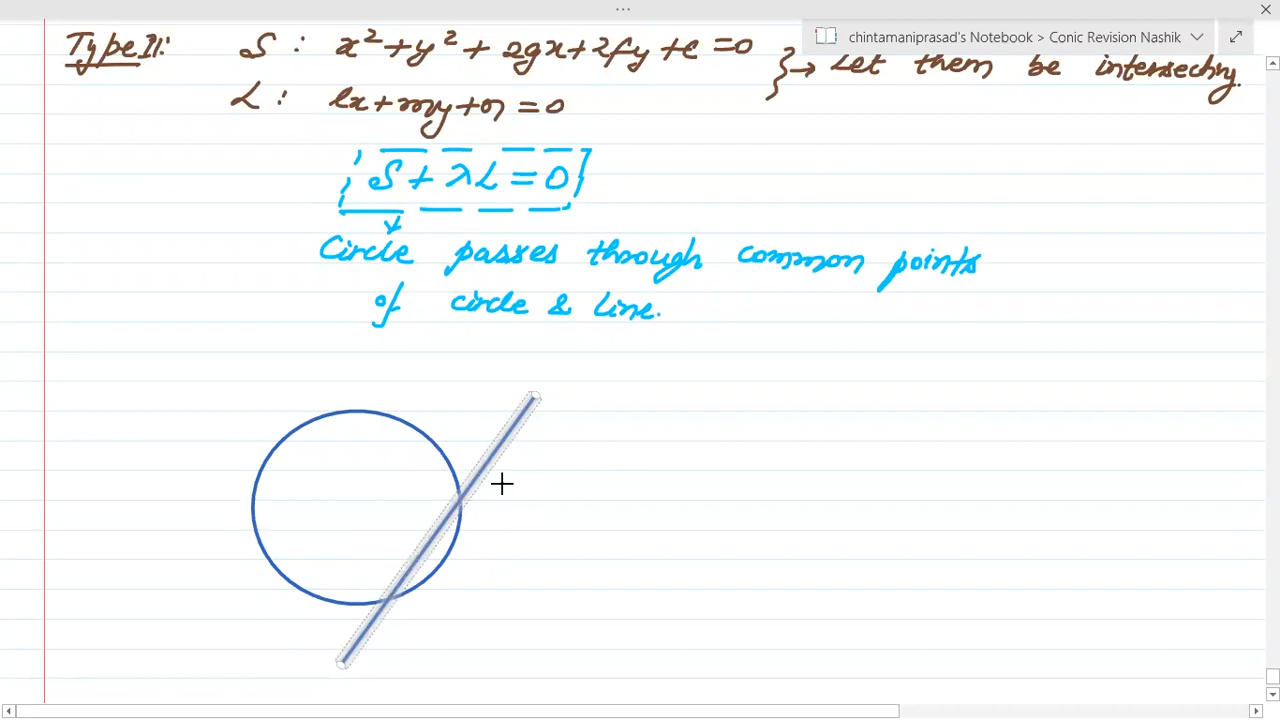 chintamaniprasad's Notebook > Conic Revision Nashik
Type II: S : x² + y² + 2gx + 2fy + c = 0
L : lx + my + n = 0
} → Let them be intersecting.
S + λL = 0
Circle passes through common points
of circle & line.